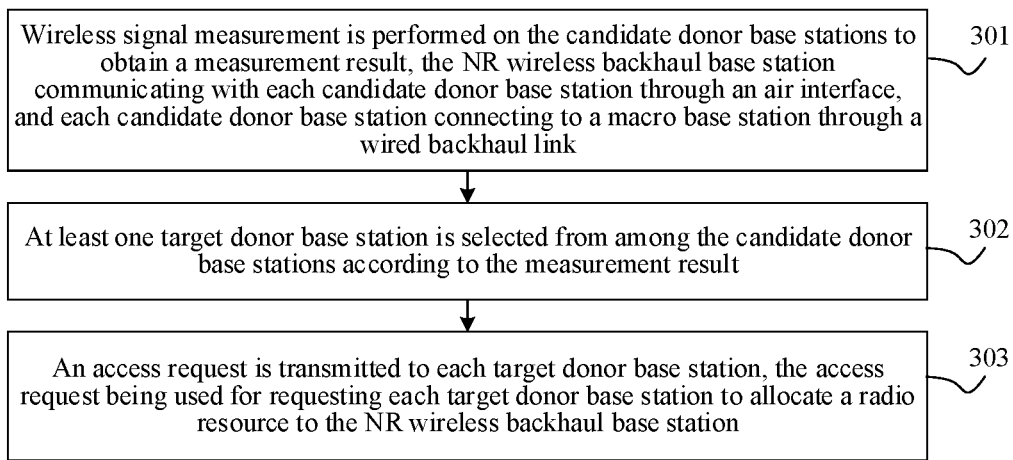 Wireless signal measurement is performed on the candidate donor base stations to
obtain a measurement result, the NR wireless backhaul base station
communicating with each candidate donor base station through an air interface,
and each candidate donor base station connecting to a macro base station through a
wired backhaul link
301
At least one target donor base station is selected from among the candidate donor
base stations according to the measurement result
302
An access request is transmitted to each target donor base station, the access
request being used for requesting each target donor base station to allocate a radio
resource to the NR wireless backhaul base station
303